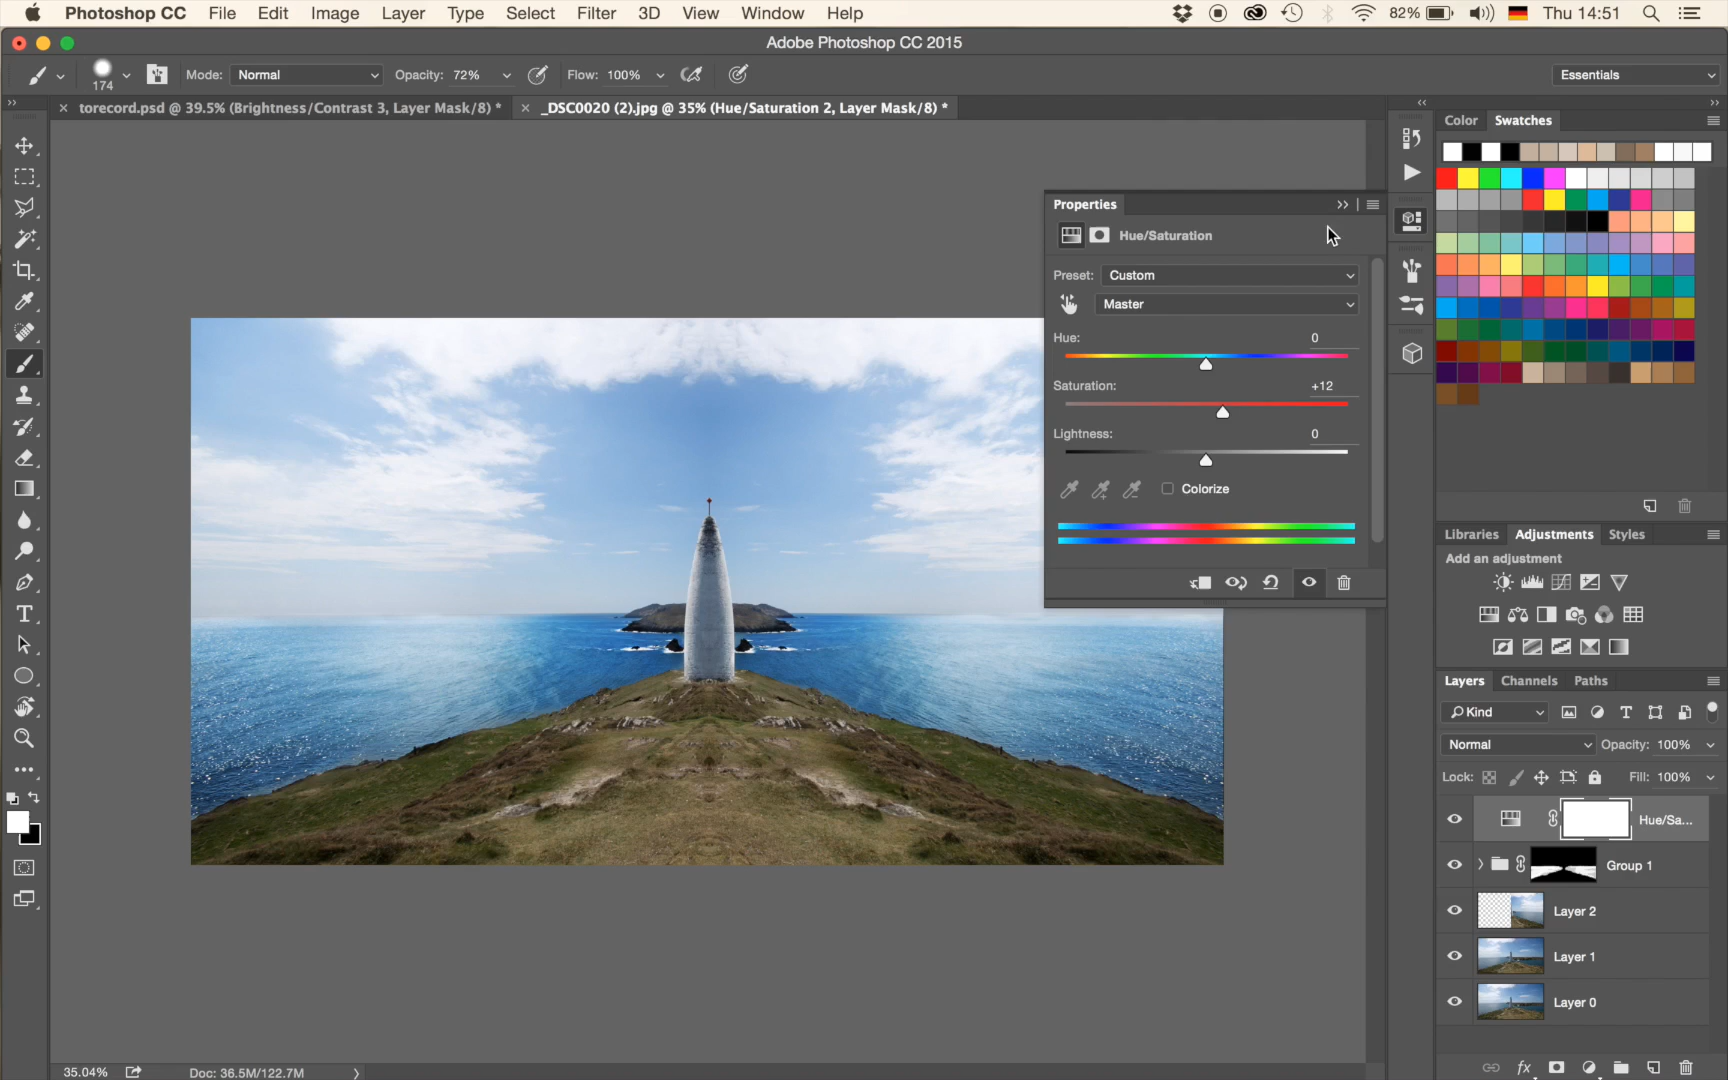 Photoshop CC File Edit Image Layer Type Select Filter 3D View Window Help 82% Thu 14:51
Adobe Photoshop CC 2015
174 Mode: Normal Opacity: 72% Flow: 100% Essentials
torecord.psd @ 39.5% (Brightness/Contrast 3, Layer Mask/8) * _DSC0020 (2).jpg @ 35% (Hue/Saturation 2, Layer Mask/8) *
Color Swatches
Properties
Hue/Saturation
Preset: Custom
Master
Hue: 0
Saturation: +12
Lightness: 0
Colorize
Libraries Adjustments Styles
Add an adjustment
Layers Channels Paths
Kind
Normal Opacity: 100%
Lock: Fill: 100%
Hue/Sa...
Group 1
Layer 2
Layer 1
Layer 0
fx
35.04% Doc: 36.5M/122.7M